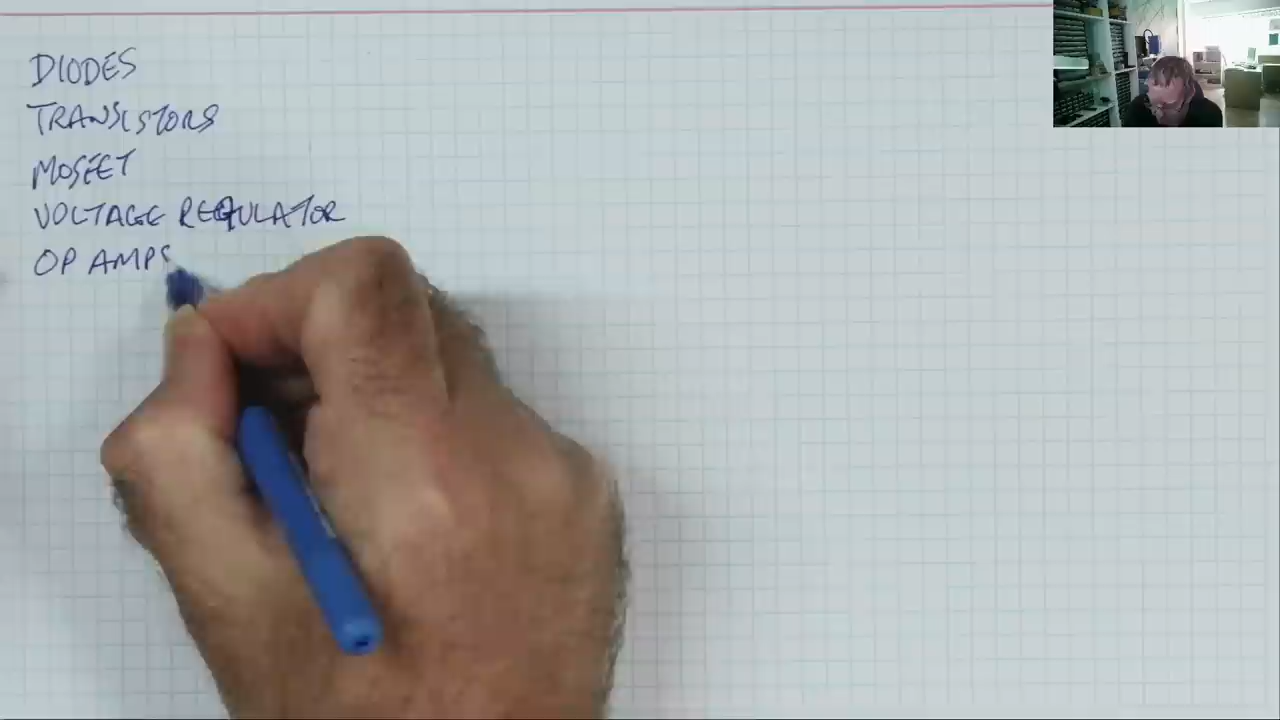 DIODES
TRANSISTORS
MOSFET
VOLTAGE REGULATOR
OP AMPS